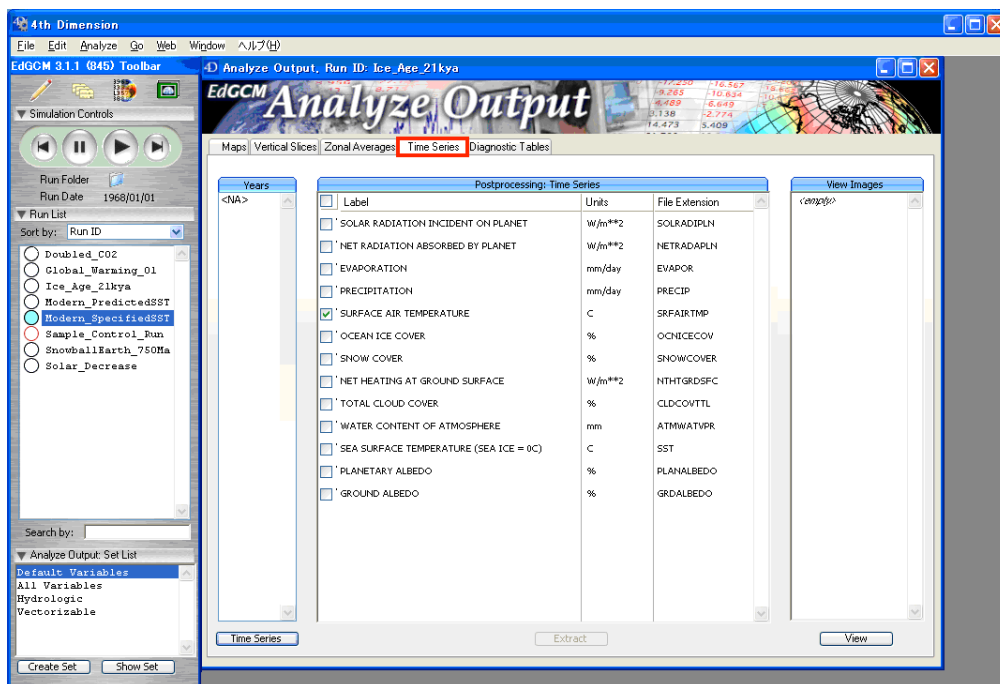 4th Dimension
File Edit Analyze Go Web Window ヘルプ(H)
EdGCM 3.1.1 (845) Toolbar
Simulation Controls
Run Folder
Run Date 1968/01/01
Run List
Sort by: Run ID
Doubled_CO2
Global_Warming_01
Ice_Age_21kya
Modern_PredictedSST
Modern_SpecifiedSST
Sample_Control_Run
SnowballEarth_750Ma
Solar_Decrease
Search by:
Analyze Output: Set List
Default Variables
All Variables
Hydrologic
Vectorizable
Create Set Show Set
Analyze Output, Run ID: Ice_Age_21kya
EdGCM Analyze Output
Maps Vertical Slices Zonal Averages Time Series Diagnostic Tables
Years
<NA>
Time Series
Postprocessing: Time Series
Label Units File Extension
' SOLAR RADIATION INCIDENT ON PLANET W/m**2 SOLRADIPLN
' NET RADIATION ABSORBED BY PLANET W/m**2 NETRADAPLN
' EVAPORATION mm/day EVAPOR
' PRECIPITATION mm/day PRECIP
' SURFACE AIR TEMPERATURE C SRFAIRTMP
' OCEAN ICE COVER % OCNICECOV
' SNOW COVER % SNOWCOVER
' NET HEATING AT GROUND SURFACE W/m**2 NTHTGRDSFC
' TOTAL CLOUD COVER % CLDCOVTTL
' WATER CONTENT OF ATMOSPHERE mm ATMWATVPR
' SEA SURFACE TEMPERATURE (SEA ICE = 0C) C SST
' PLANETARY ALBEDO % PLANALBEDO
' GROUND ALBEDO % GRDALBEDO
Extract
View Images
<empty>
View